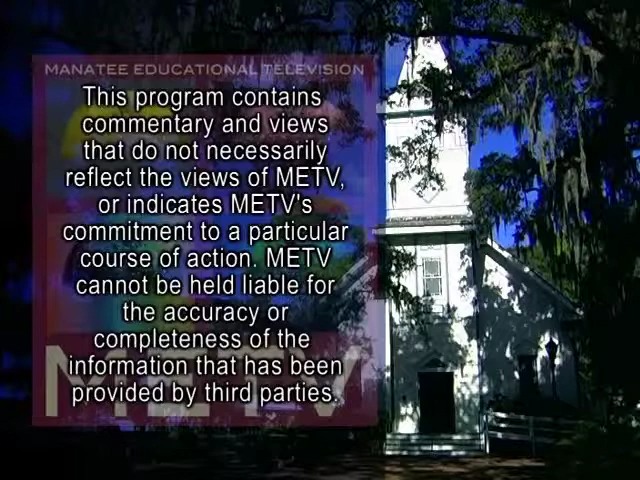 MANATEE EDUCATIONAL TELEVISION
This program contains
commentary and views
that do not necessarily
reflect the views of METV,
or indicates METV's
commitment to a particular
course of action. METV
cannot be held liable for
the accuracy or
completeness of the
information that has been
provided by third parties.
METV